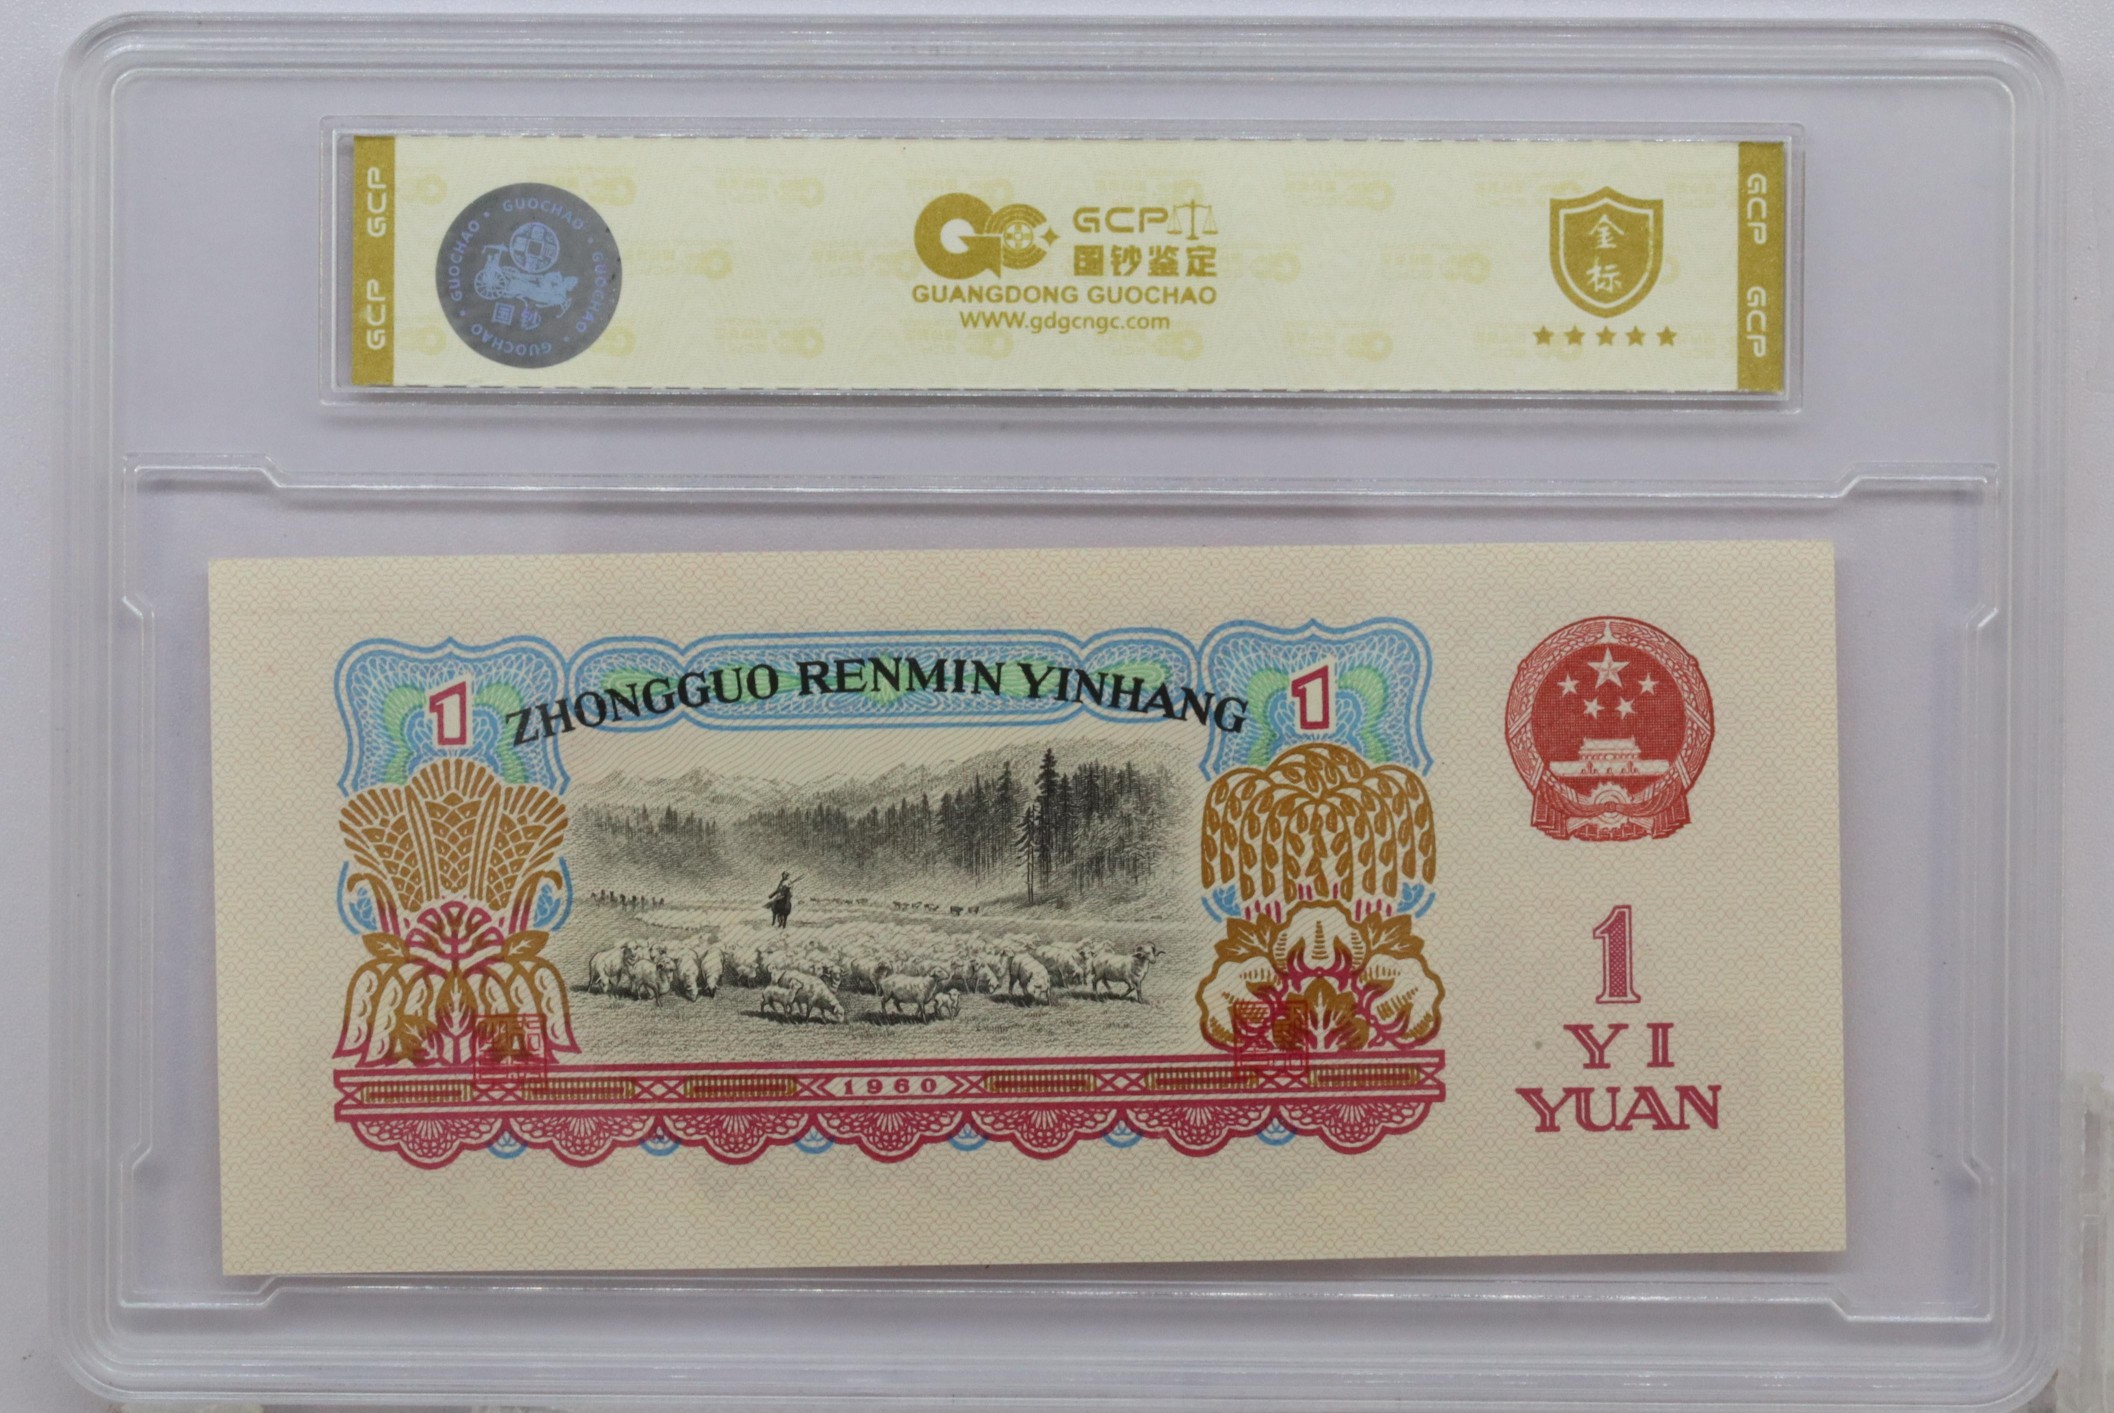 GCP GCP
GUOCHAO • GUOCHAO • GUOCHAO • GUOCHAO •
国钞
GCP
国钞鉴定
GUANGDONG GUOCHAO
WWW.gdgcngc.com
金标
GCP GCP
ZHONGGUO RENMIN YINHANG
1
1
1960
1
YI
YUAN